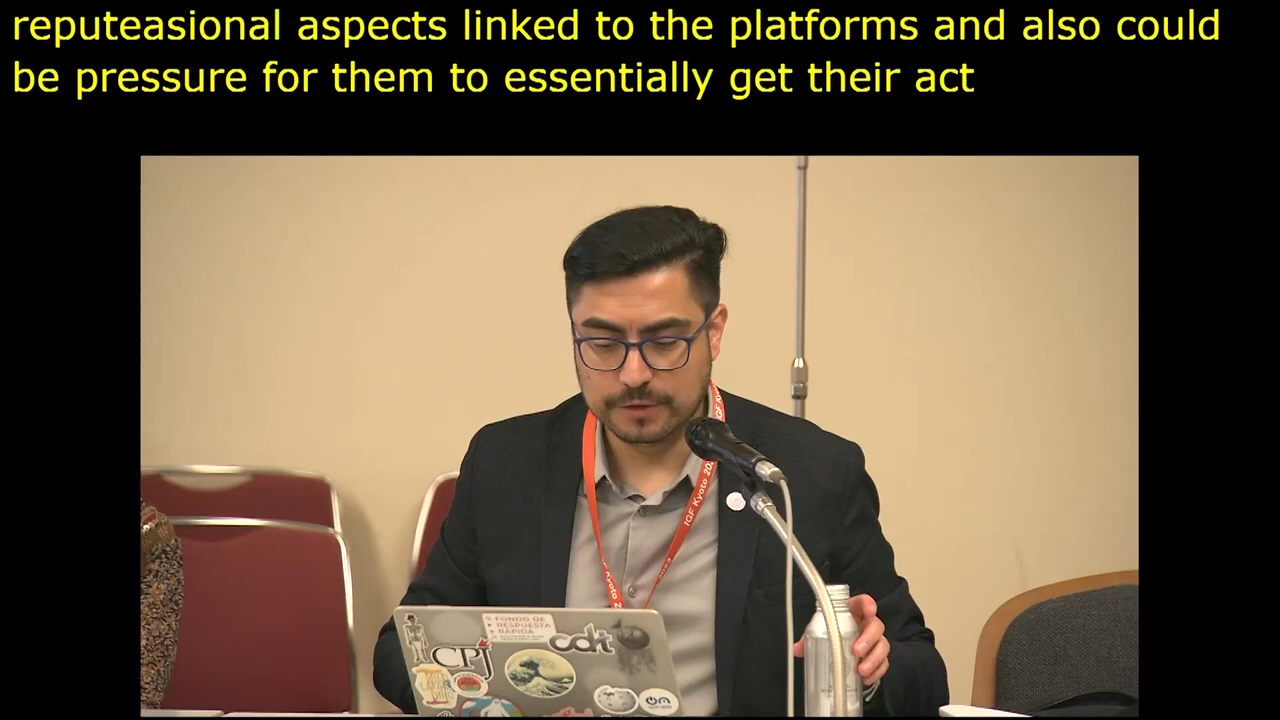 reputeasional aspects linked to the platforms and also could
be pressure for them to essentially get their act
IGF Kyoto 202
FONDO DE
RESPUESTA
RÁPIDA
cdt
CPJ